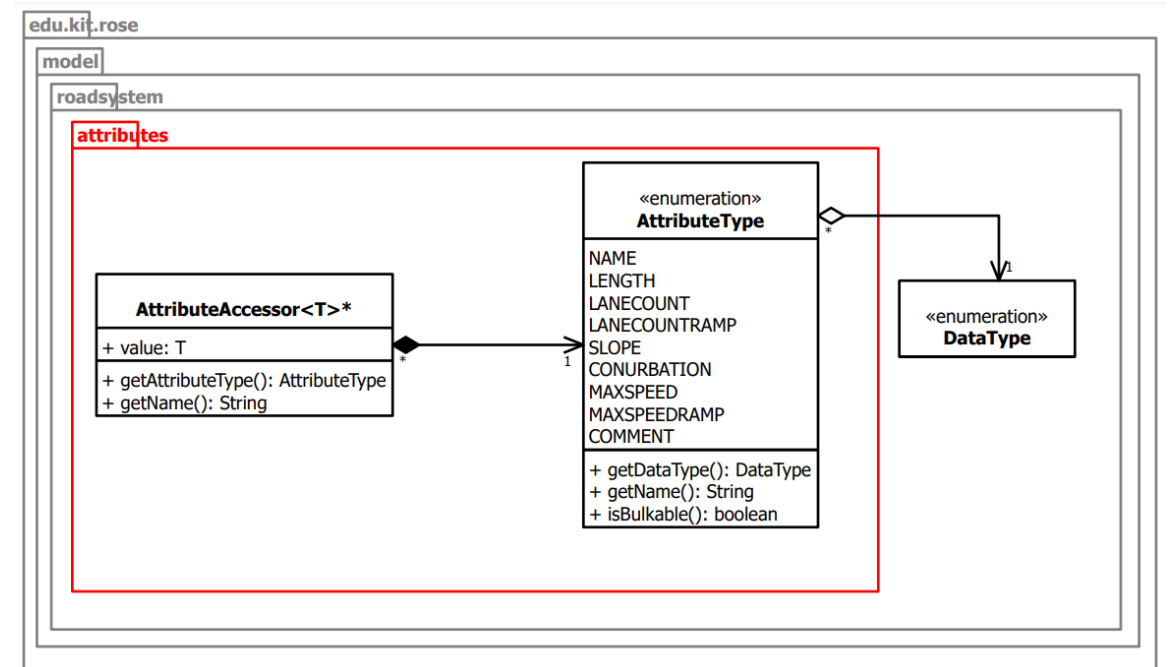 edu.kit.rose
model
roadsystem
attributes
AttributeAccessor<T>*
+ value: T
+ getAttributeType(): AttributeType
+ getName(): String
*
1
«enumeration»
AttributeType
NAME
LENGTH
LANECOUNT
LANECOUNTRAMP
SLOPE
CONURBATION
MAXSPEED
MAXSPEEDRAMP
COMMENT
+ getDataType(): DataType
+ getName(): String
+ isBulkable(): boolean
*
1
«enumeration»
DataType